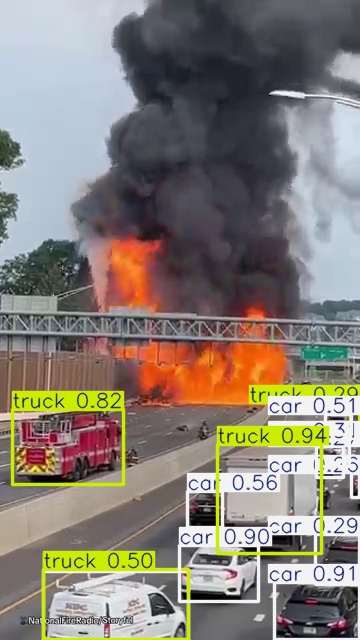 truck 0.82
truck 0.29
car 0.51
truck 0.94
car 0.56
car 0.29
car 0.90
truck 0.50
car 0.91
NationalFireRadio/Storyful